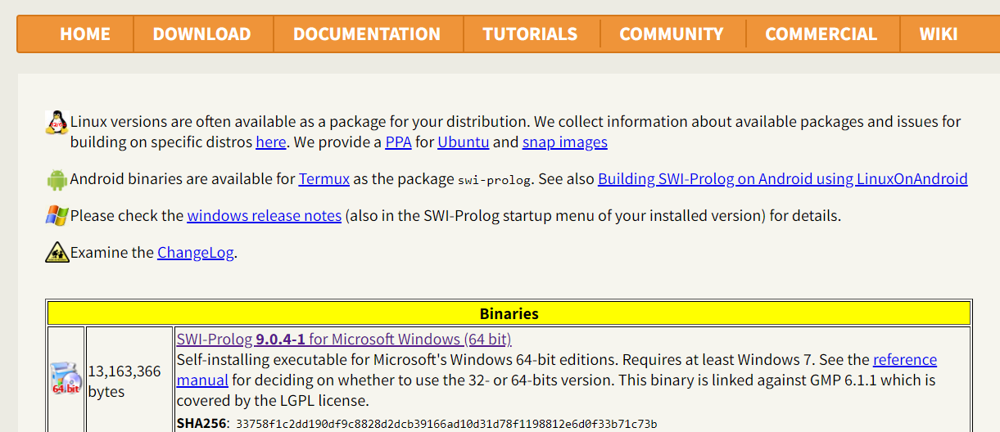 HOME DOWNLOAD DOCUMENTATION TUTORIALS COMMUNITY COMMERCIAL WIKI
Linux versions are often available as a package for your distribution. We collect information about available packages and issues for
building on specific distros here. We provide a PPA for Ubuntu and snap images
Android binaries are available for Termux as the package swi-prolog. See also Building SWI-Prolog on Android using LinuxOnAndroid
Please check the windows release notes (also in the SWI-Prolog startup menu of your installed version) for details.
Examine the ChangeLog.
Binaries
SWI-Prolog 9.0.4-1 for Microsoft Windows (64 bit)
Self-installing executable for Microsoft's Windows 64-bit editions. Requires at least Windows 7. See the reference
13,163,366 manual for deciding on whether to use the 32- or 64-bits version. This binary is linked against GMP 6.1.1 which is
64.bit bytes covered by the LGPL license.
SHA256: 33758f1c2dd190df9c8828d2dcb39166ad10d31d78f1198812e6d0f33b71c73b